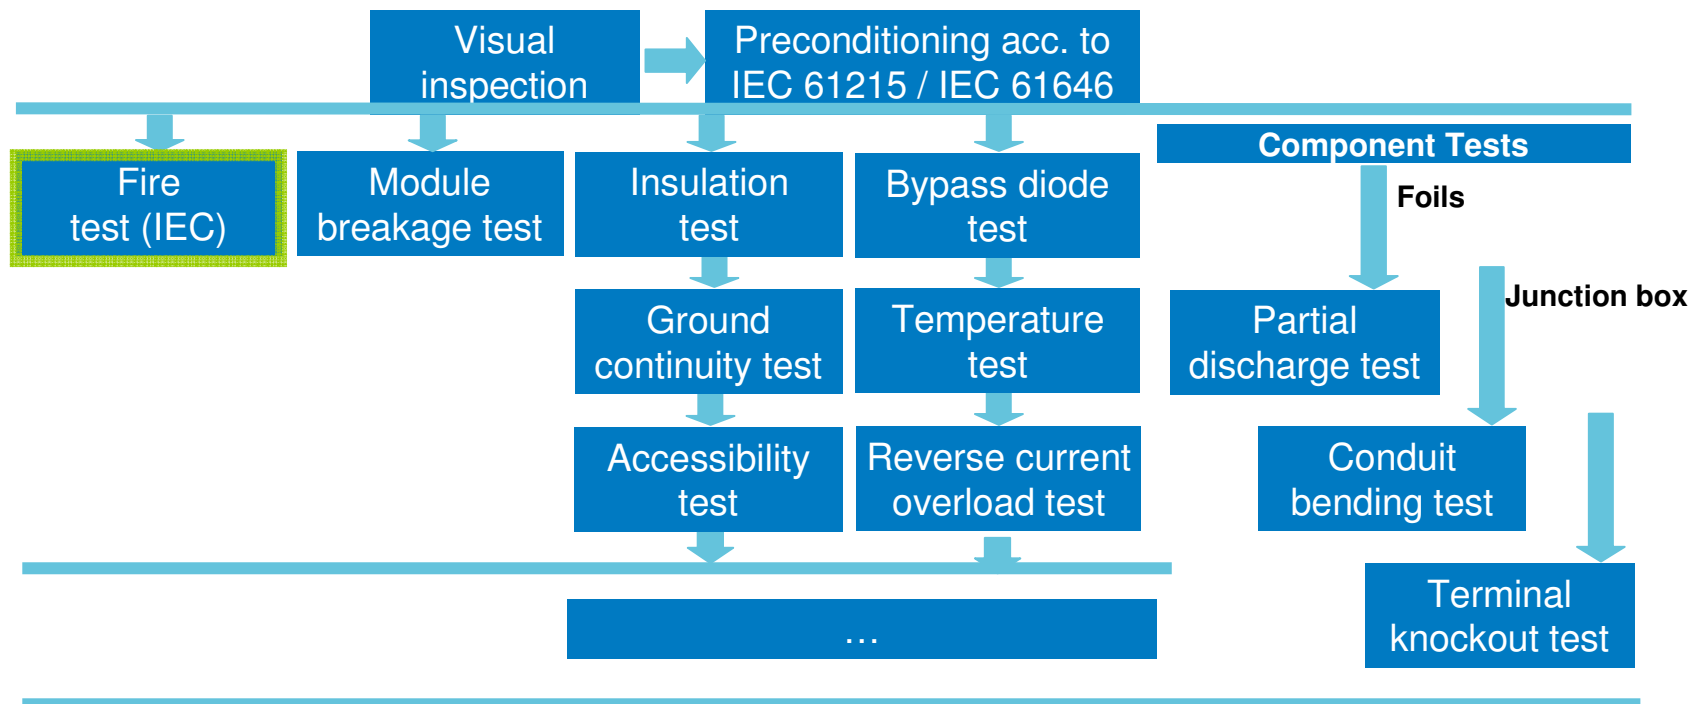 Visual
inspection
Preconditioning acc. to
IEC 61215 / IEC 61646
Component Tests
Fire
test (IEC)
Module
breakage test
Insulation
test
Bypass diode
test
Foils
Ground
continuity test
Temperature
test
Partial
discharge test
Junction box
Accessibility
test
Reverse current
overload test
Conduit
bending test
Terminal
knockout test
…